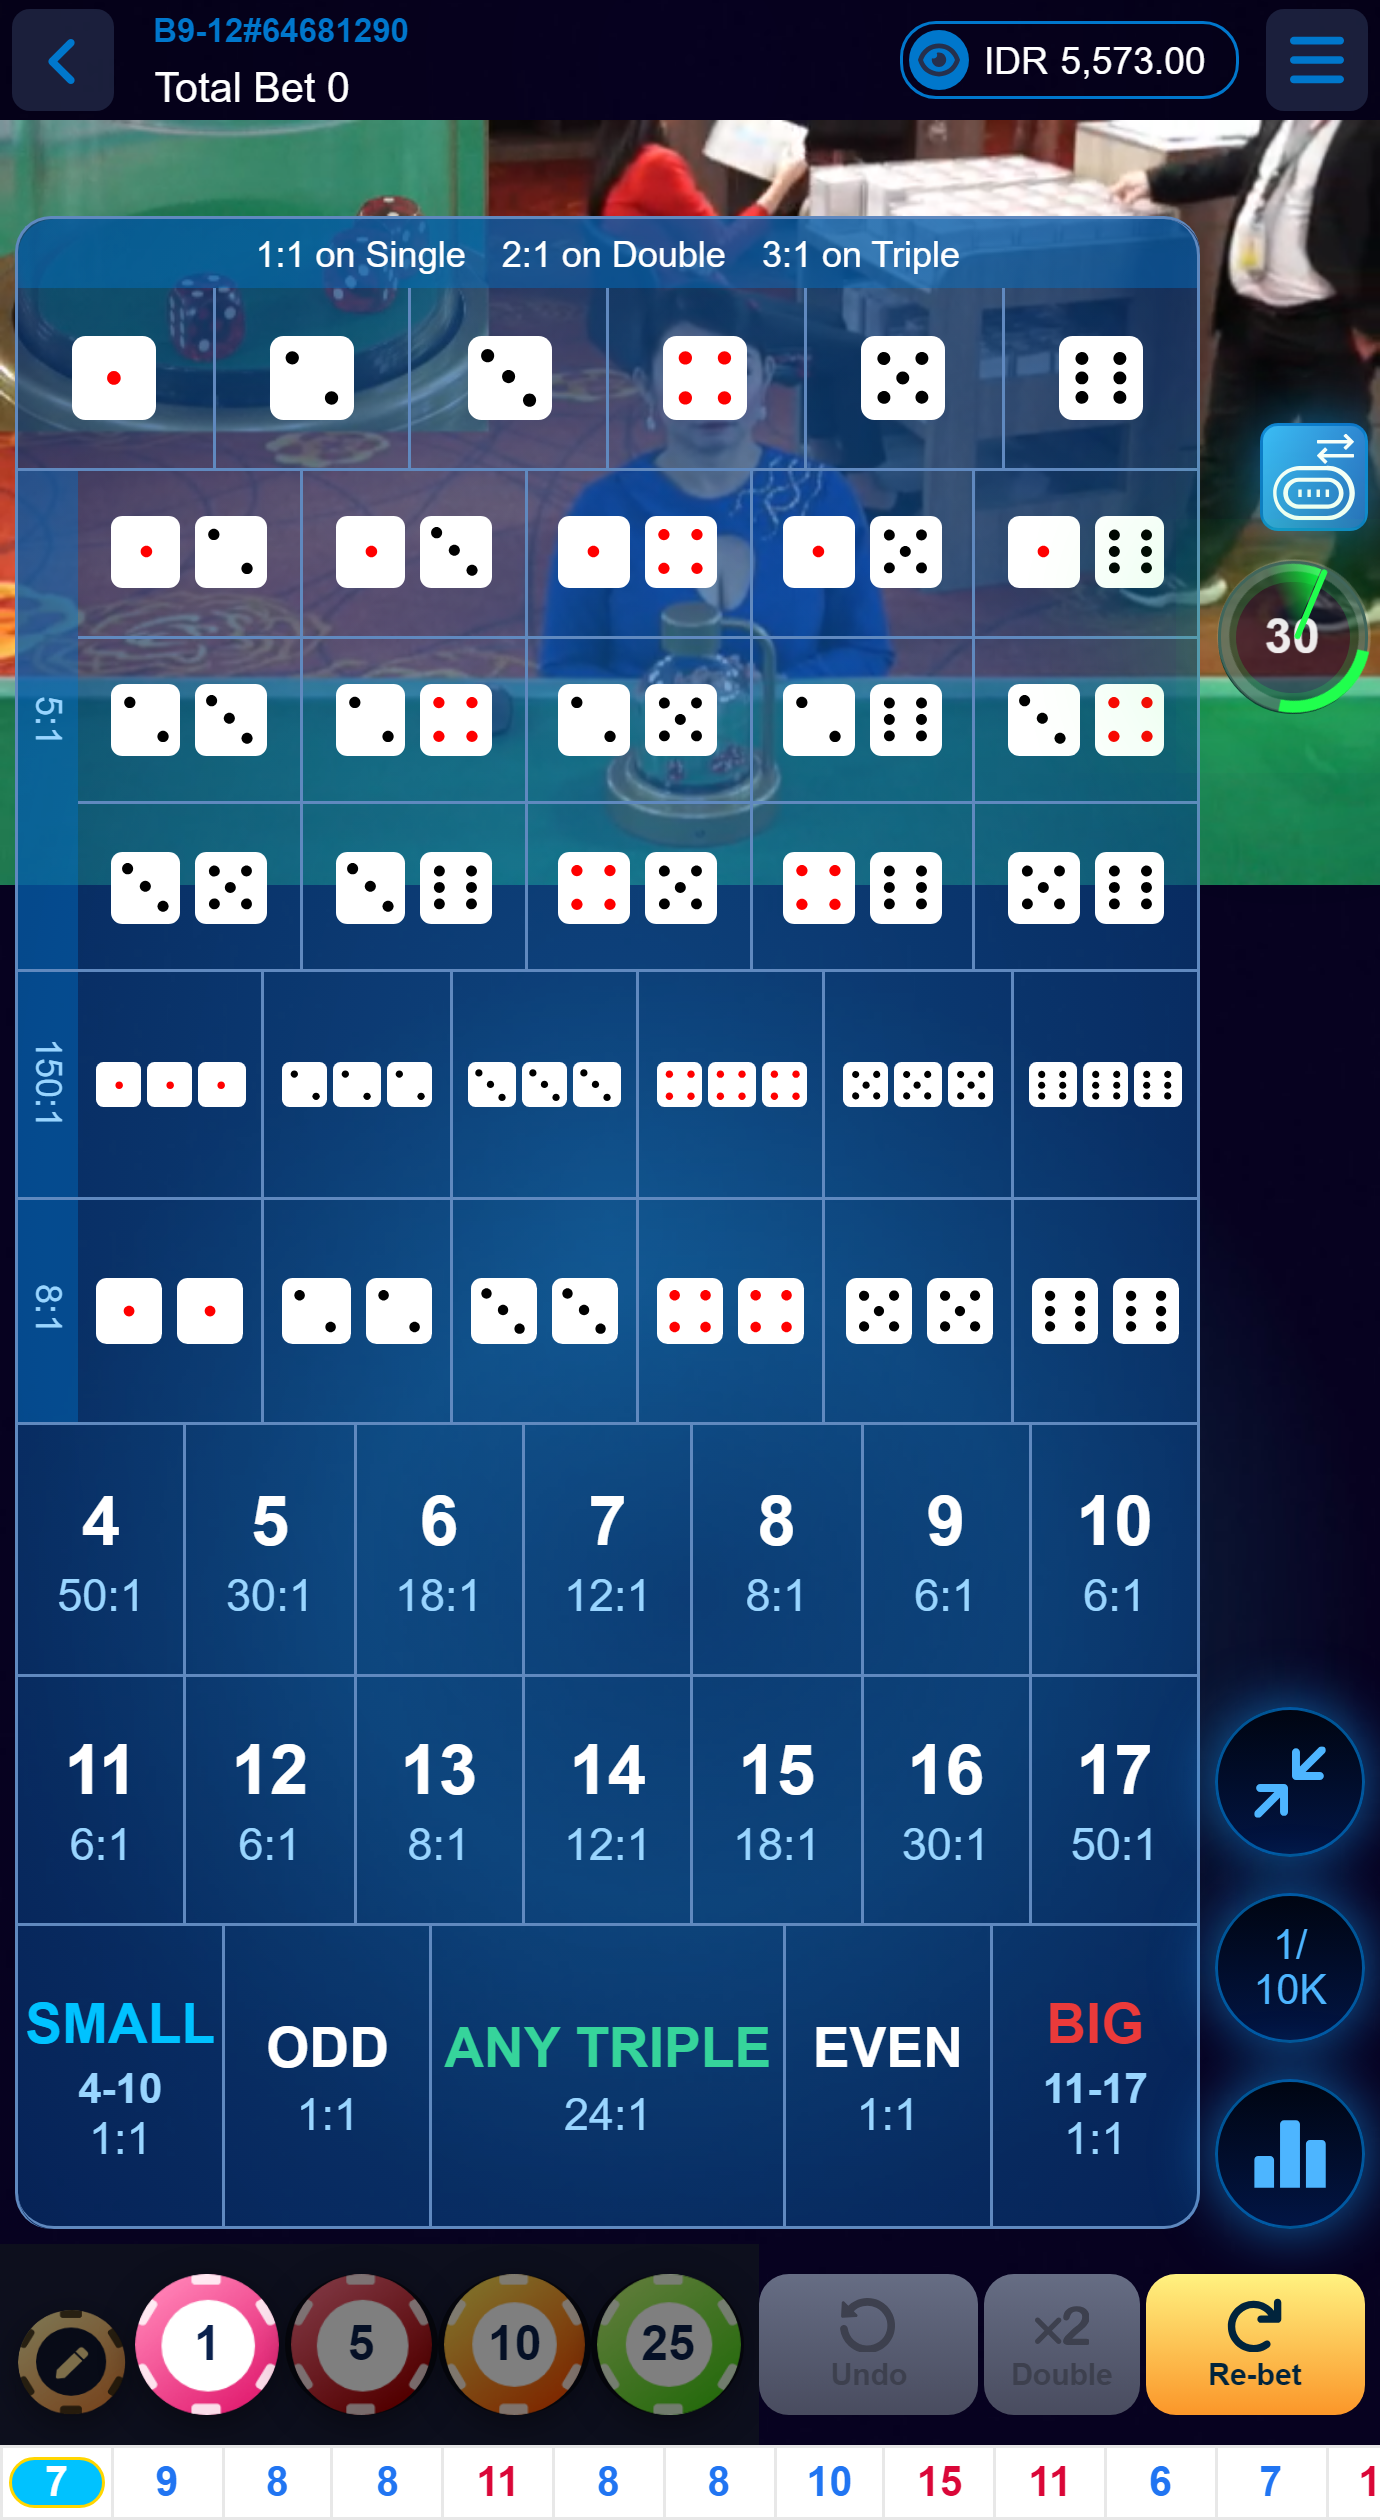 B9-12#64681290
Total Bet 0
IDR 5,573.00
1:1 on Single 2:1 on Double 3:1 on Triple
30
5:1
150:1
8:1
4 5 6 7 8 9 10
50:1 30:1 18:1 12:1 8:1 6:1 6:1
11 12 13 14 15 16 17
6:1 6:1 8:1 12:1 18:1 30:1 50:1
1/
10K
SMALL
4-10
1:1
ODD
1:1
ANY TRIPLE
24:1
EVEN
1:1
BIG
11-17
1:1
1 5 10 25
Undo
x2
Double
Re-bet
7 9 8 8 11 8 8 10 15 11 6 7